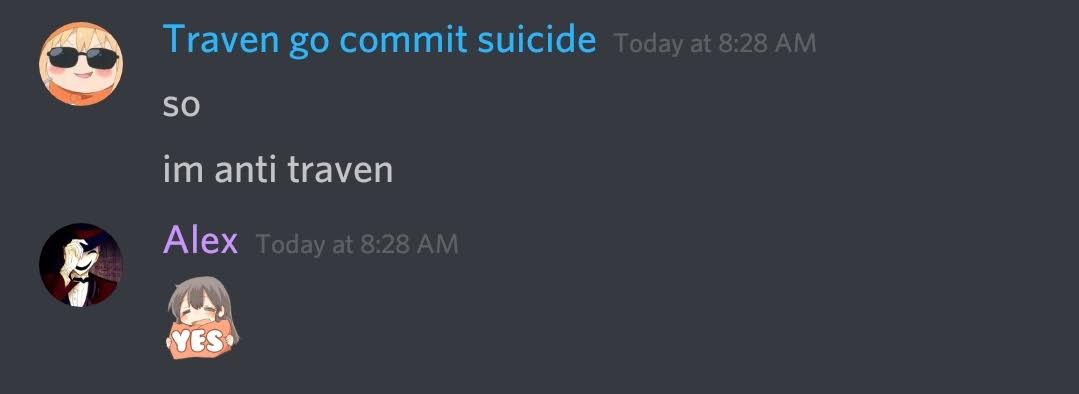 Traven go commit suicide Today at 8:28 AM
so
im anti traven
Alex Today at 8:28 AM
YES